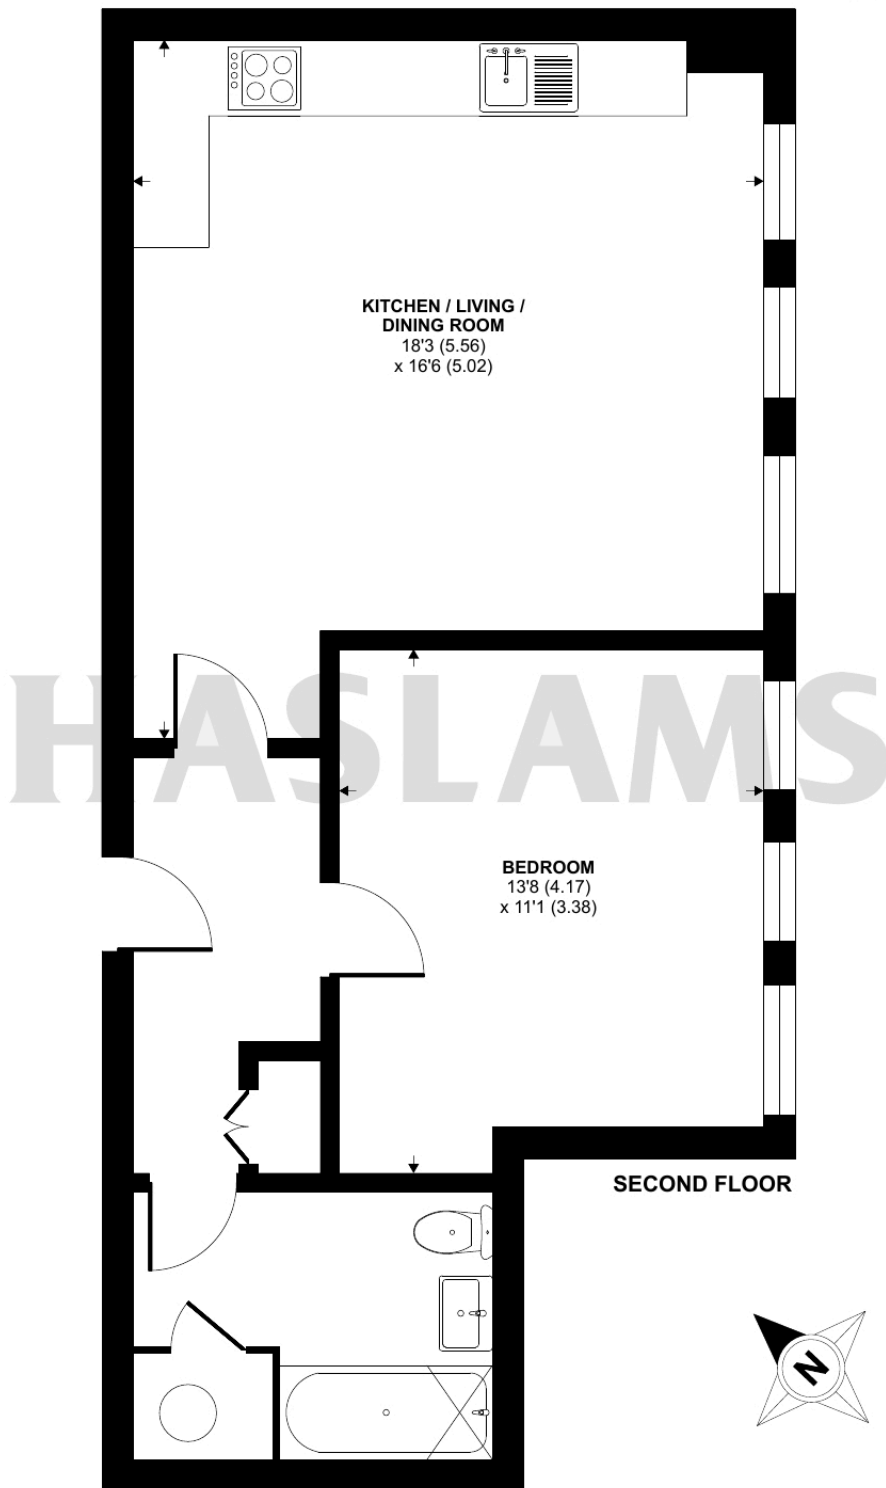 KITCHEN / LIVING /
DINING ROOM
18'3 (5.56)
x 16'6 (5.02)
HASLAMS
BEDROOM
13'8 (4.17)
x 11'1 (3.38)
SECOND FLOOR
N